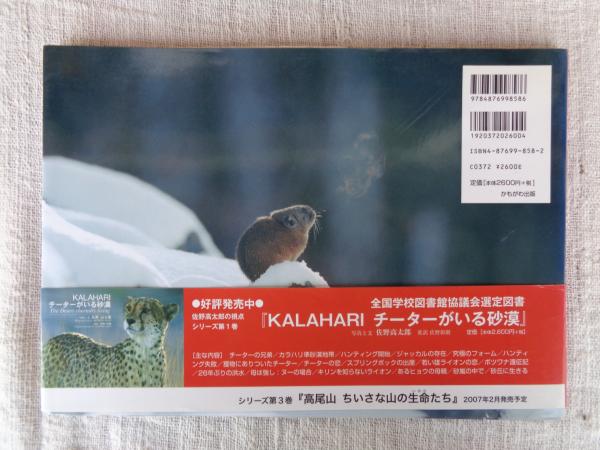 9784876998586
1920372026004
ISBN4-87699-858-2
C0372 ¥2600E
定価[本体2600円+税]
かもがわ出版
KALAHARI
チーターがいる砂漠
●好評発売中●
佐野高太郎の視点
シリーズ第1巻
全国学校図書館協議会選定図書
『KALAHARI チーターがいる砂漠』
写真と文 佐野高太郎
定価[本体2,600円+税]
[主な内容] チーターの兄弟/カラハリ準砂漠地帯/ハンティング開始/ジャッカルの存在/究極のフォーム/ハンティ
ング失敗/獲物にありついたチーター/チーターの恋/スプリングボックの出産/若い雄ライオンの恋/ボツワナ遠征記
/26年ぶりの洪水/母は強し:ヌーの場合/キリンを知らないライオン/あるヒョウの母親/砂嵐の中で/砂丘に生きる
シリーズ第3巻『高尾山 ちいさな山の生命たち』2007年2月発売予定